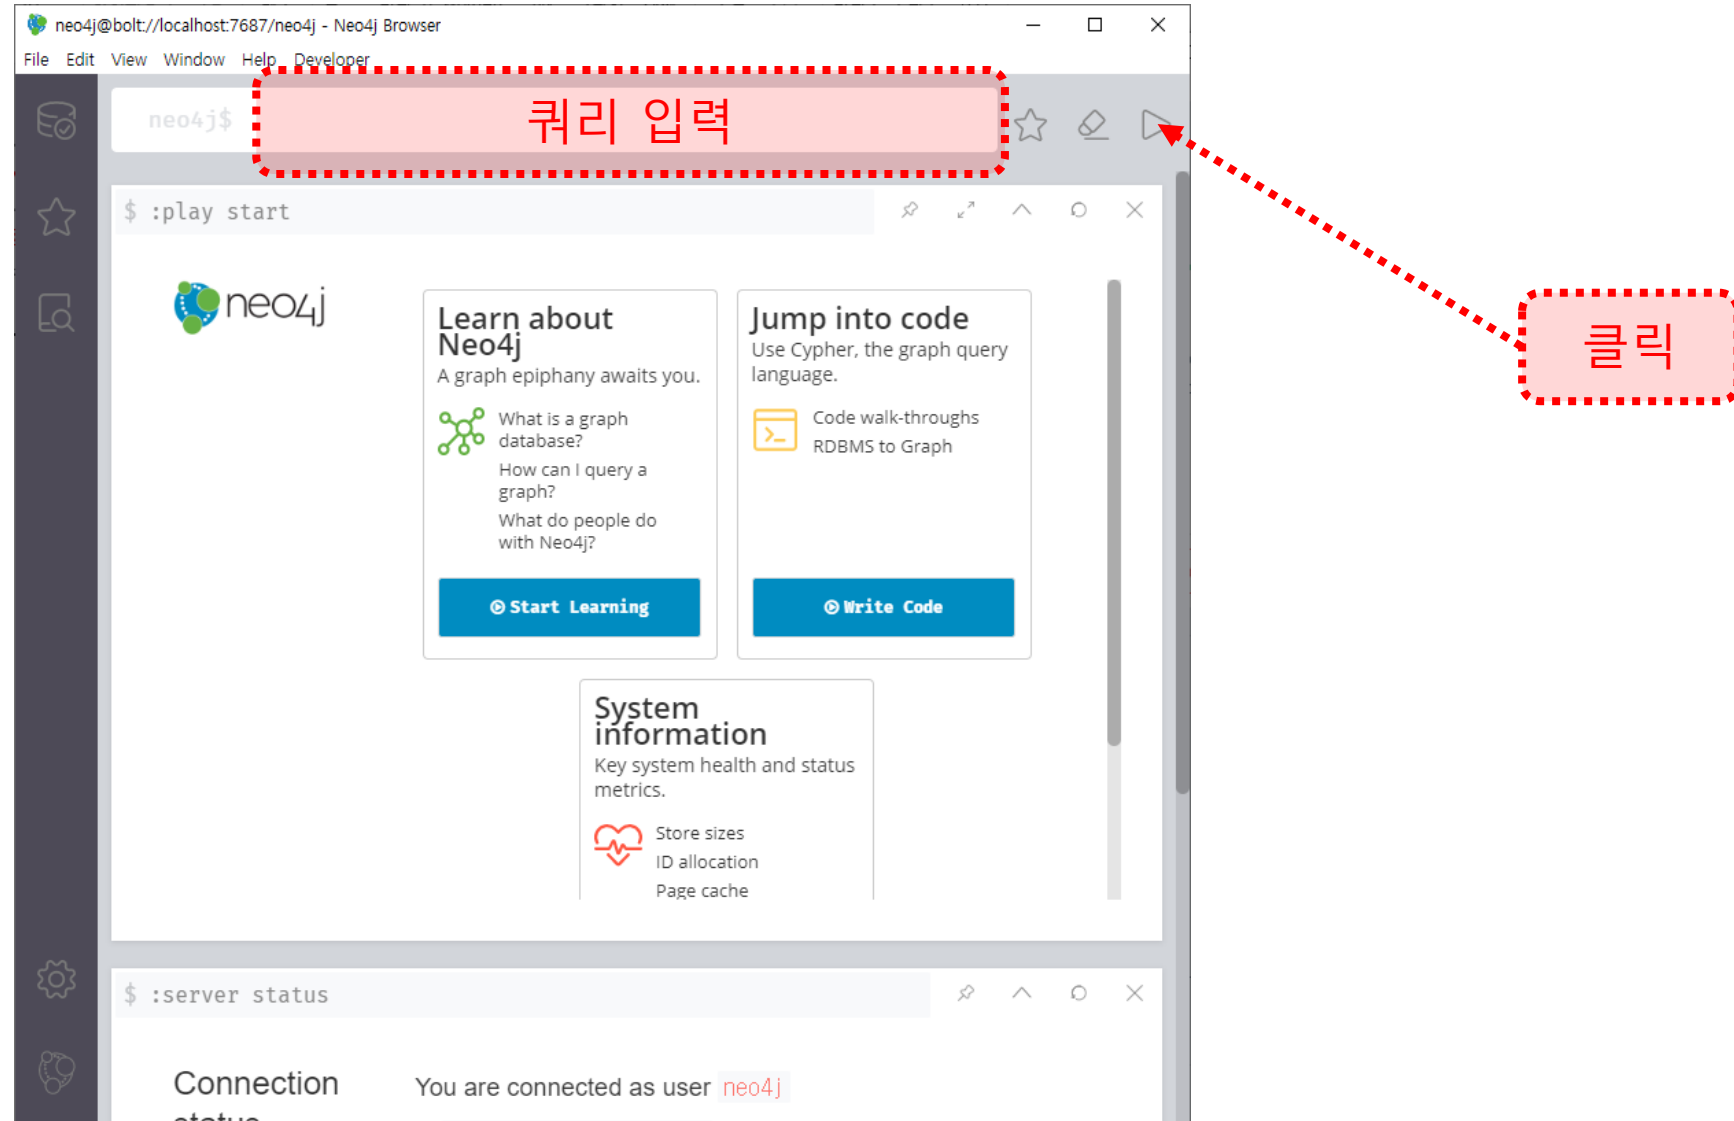 neo4j@bolt://localhost:7687/neo4j - Neo4j Browser
File Edit View Window Help Developer
neo4j$
쿼리 입력
$ :play start
클릭
neo4j
Learn about
Neo4j
A graph epiphany awaits you.
What is a graph
database?
How can I query a
graph?
What do people do
with Neo4j?
Start Learning
Jump into code
Use Cypher, the graph query
language.
Code walk-throughs
RDBMS to Graph
Write Code
System
information
Key system health and status
metrics.
Store sizes
ID allocation
Page cache
$ :server status
Connection
status
You are connected as user neo4j